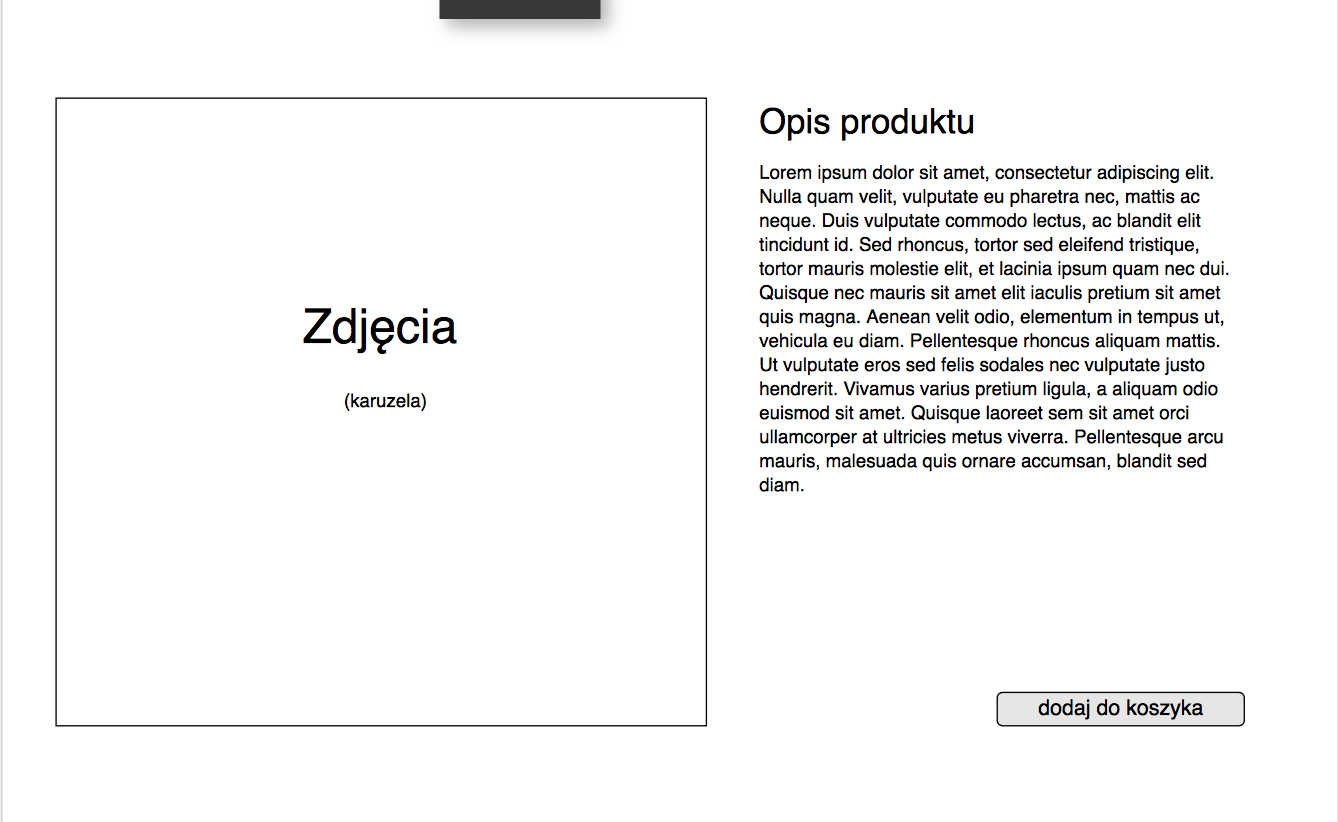 Zdjęcia
(karuzela)
Opis produktu
Lorem ipsum dolor sit amet, consectetur adipiscing elit.
Nulla quam velit, vulputate eu pharetra nec, mattis ac
neque. Duis vulputate commodo lectus, ac blandit elit
tincidunt id. Sed rhoncus, tortor sed eleifend tristique,
tortor mauris molestie elit, et lacinia ipsum quam nec dui.
Quisque nec mauris sit amet elit iaculis pretium sit amet
quis magna. Aenean velit odio, elementum in tempus ut,
vehicula eu diam. Pellentesque rhoncus aliquam mattis.
Ut vulputate eros sed felis sodales nec vulputate justo
hendrerit. Vivamus varius pretium ligula, a aliquam odio
euismod sit amet. Quisque laoreet sem sit amet orci
ullamcorper at ultricies metus viverra. Pellentesque arcu
mauris, malesuada quis ornare accumsan, blandit sed
diam.
dodaj do koszyka